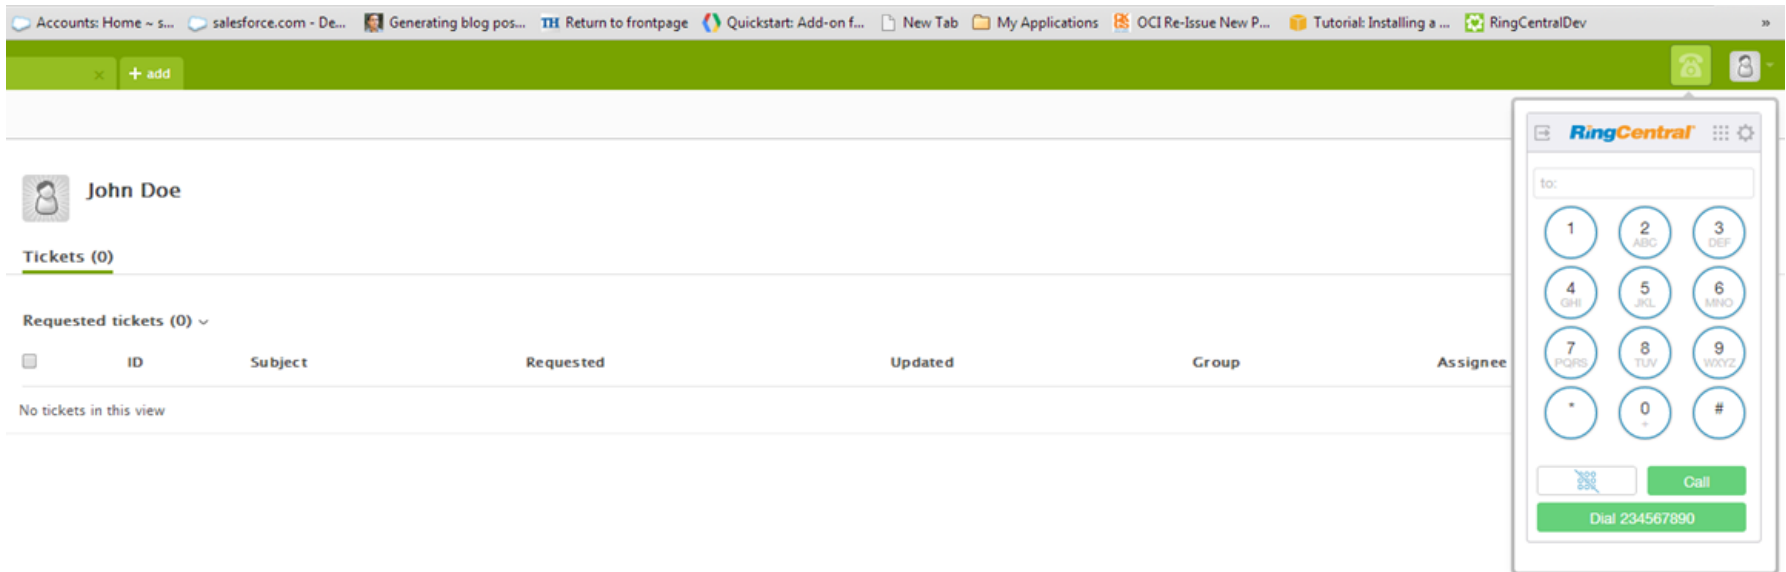 Accounts: Home ~ s... salesforce.com - De... Generating blog pos... TH Return to frontpage Quickstart: Add-on f... New Tab My Applications OCI Re-Issue New P... Tutorial: Installing a ... RingCentralDev »
× + add
RingCentral
John Doe
to:
1 2 ABC 3 DEF
Tickets (0)
4 GHI 5 JKL 6 MNO
Requested tickets (0)
7 PQRS 8 TUV 9 WXYZ
ID Subject Requested Updated Group Assignee
No tickets in this view
* 0 + #
Call
Dial 234567890